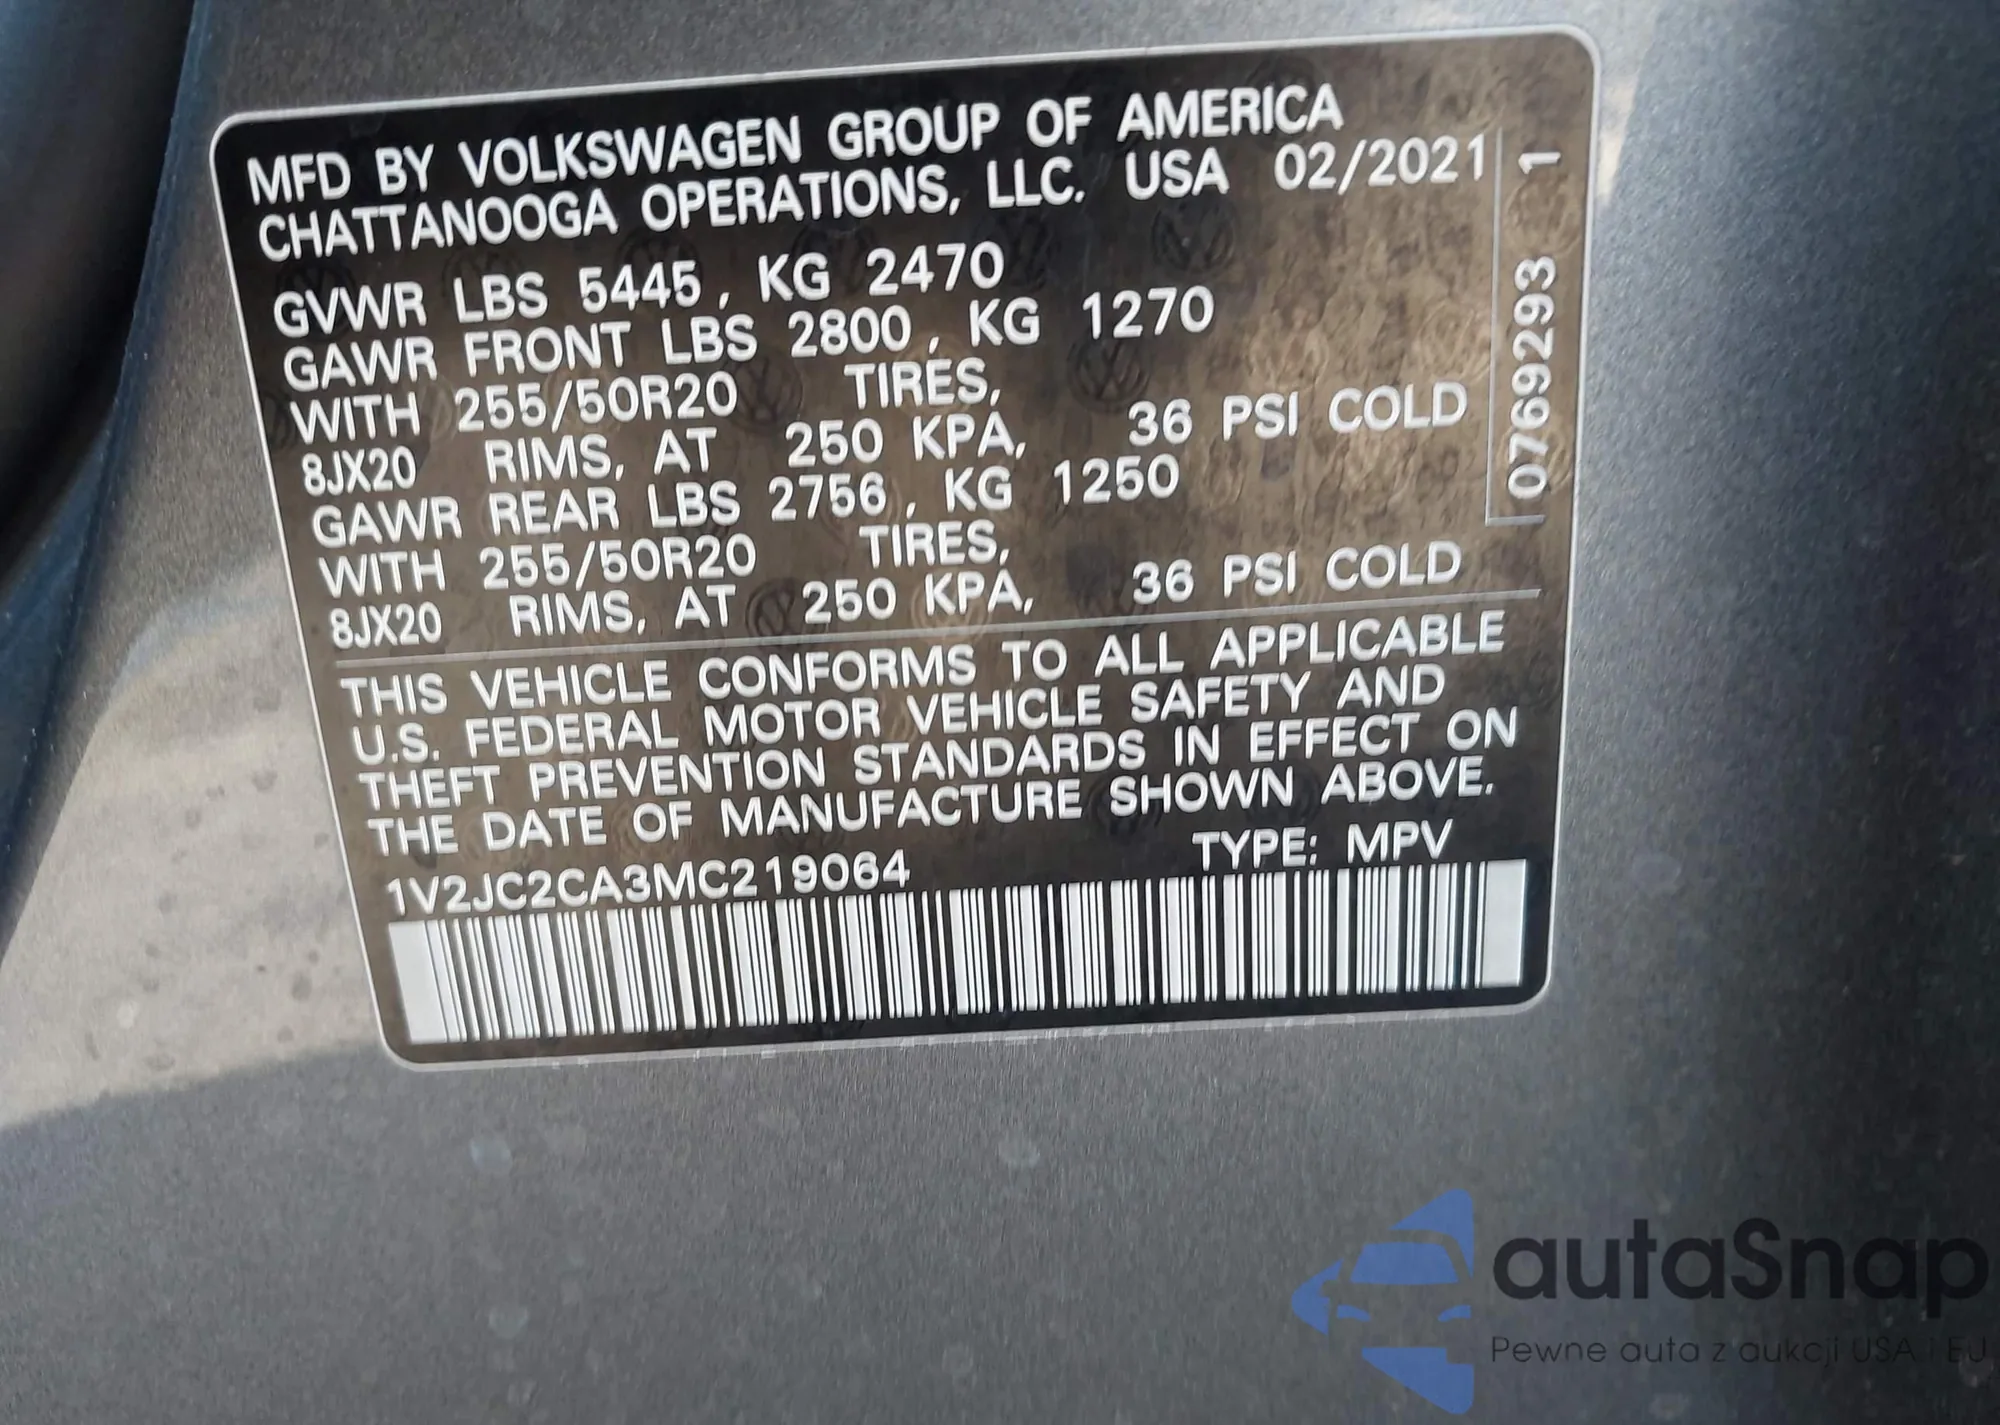 MFD BY VOLKSWAGEN GROUP OF AMERICA
CHATTANOOGA OPERATIONS, LLC. USA 02/2021
GVWR LBS 5445, KG 2470
GAWR FRONT LBS 2800, KG 1270
WITH 255/50R20 TIRES,
8JX20 RIMS, AT 250 KPA, 36 PSI COLD
GAWR REAR LBS 2756, KG 1250
WITH 255/50R20 TIRES,
8JX20 RIMS, AT 250 KPA, 36 PSI COLD
THIS VEHICLE CONFORMS TO ALL APPLICABLE
U.S. FEDERAL MOTOR VEHICLE SAFETY AND
THEFT PREVENTION STANDARDS IN EFFECT ON
THE DATE OF MANUFACTURE SHOWN ABOVE.
TYPE: MPV
1V2JC2CA3MC219064
0769293 1
autaSnap
Pewne auta z aukcji USA i EU